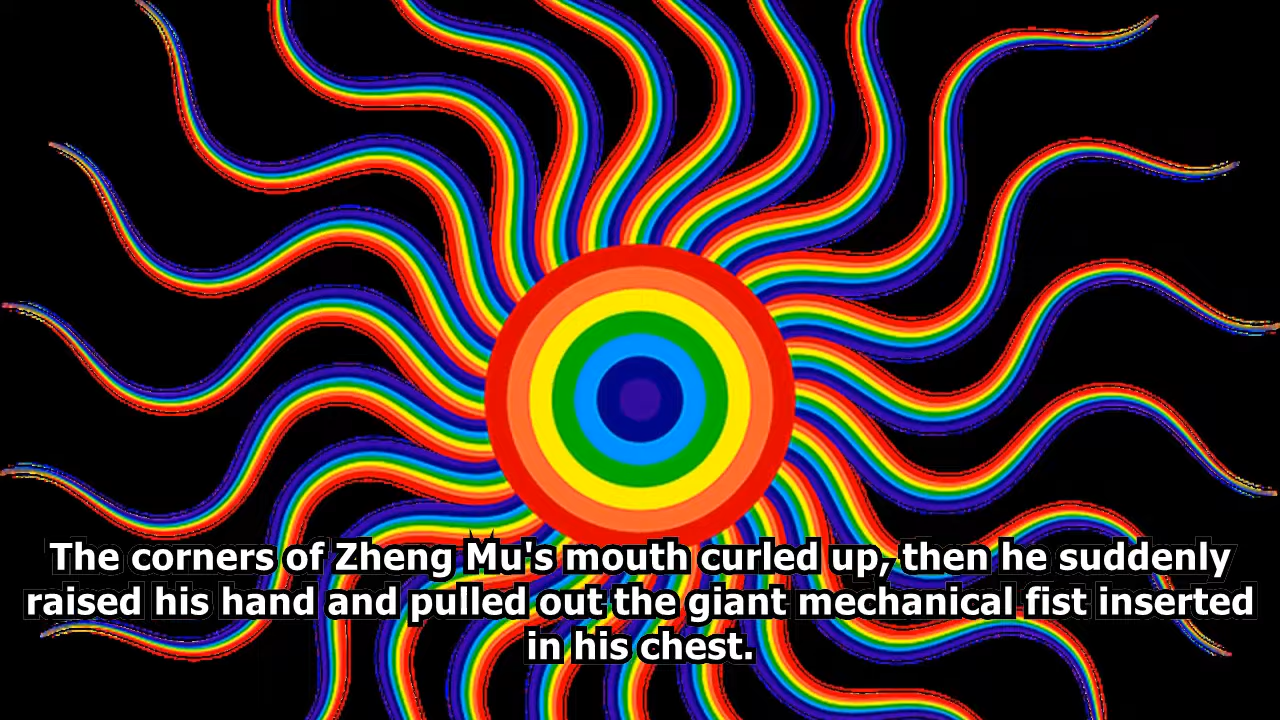 The corners of Zheng Mu's mouth curled up, then he suddenly
raised his hand and pulled out the giant mechanical fist inserted
in his chest.